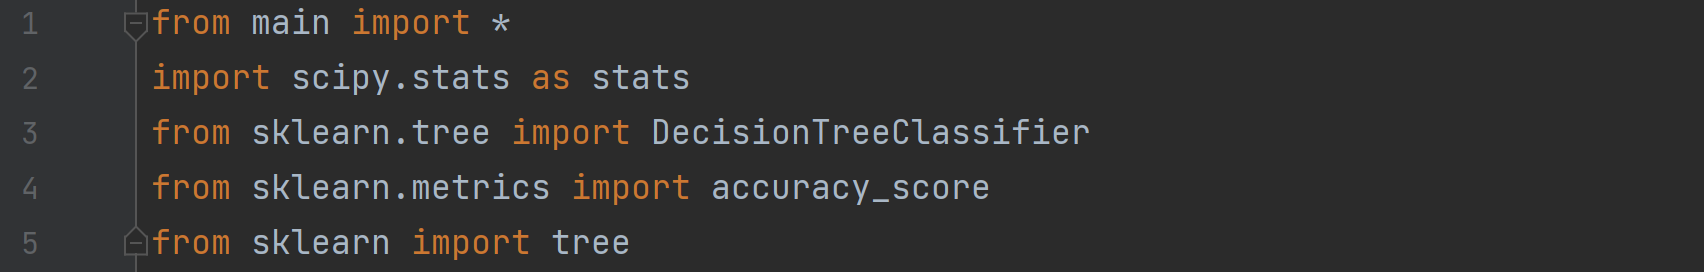 1 from main import *
2 import scipy.stats as stats
3 from sklearn.tree import DecisionTreeClassifier
4 from sklearn.metrics import accuracy_score
5 from sklearn import tree